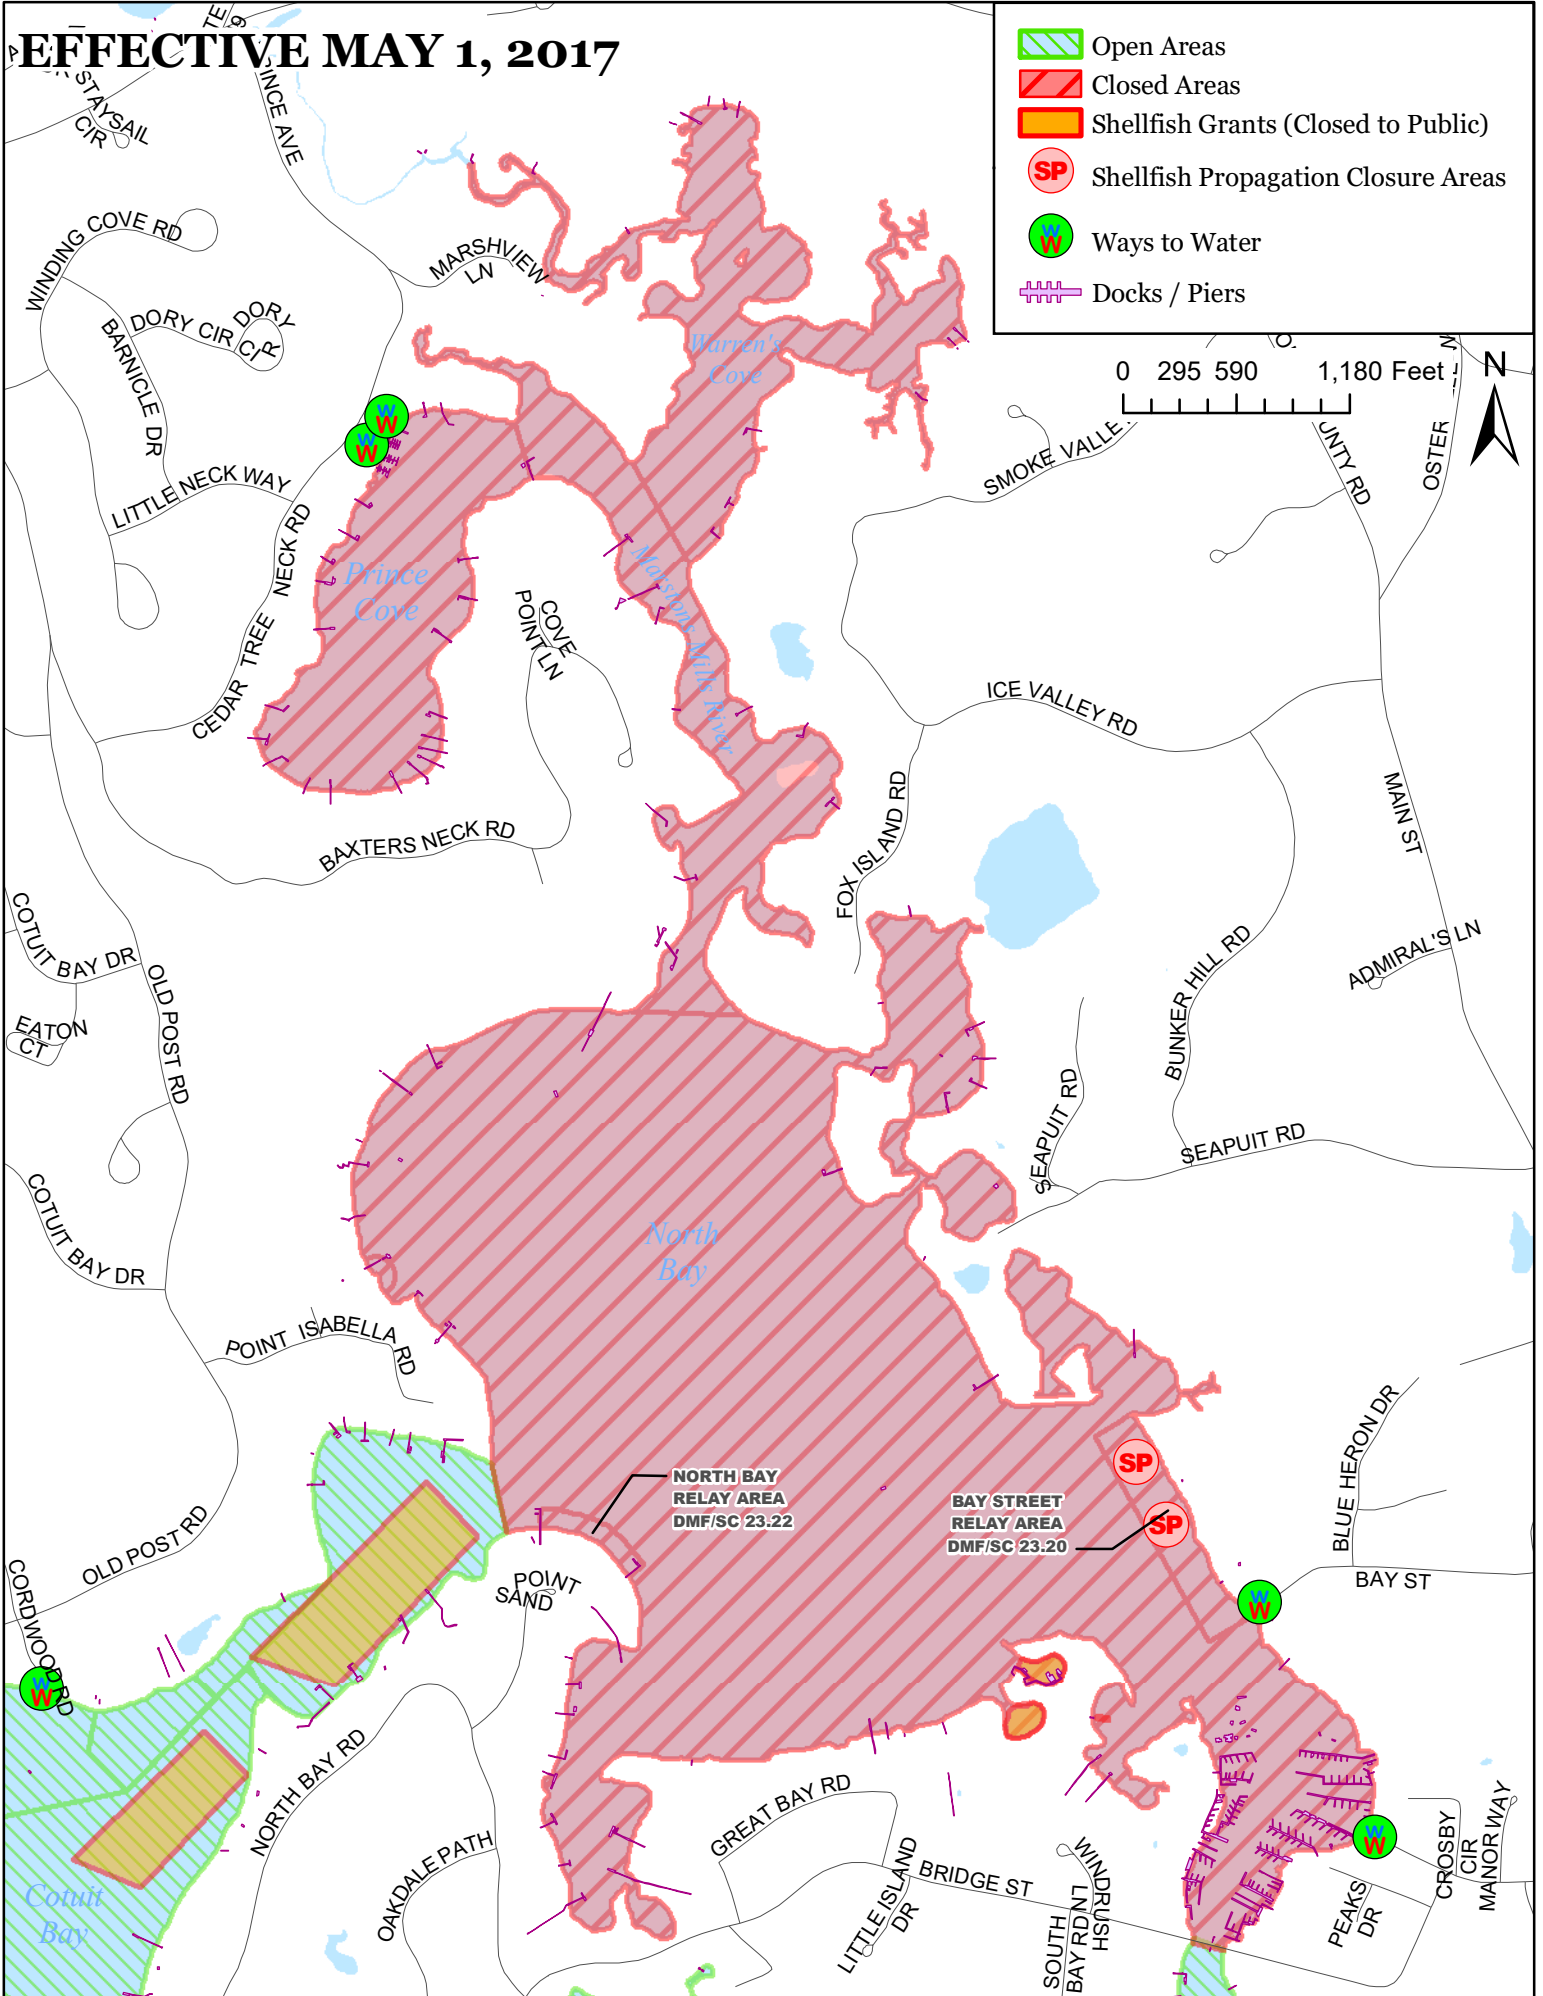 EFFECTIVE MAY 1, 2017
Open Areas
Closed Areas
Shellfish Grants (Closed to Public)
SP
Shellfish Propagation Closure Areas
W
W
Ways to Water
Docks / Piers
0 295 590 1,180 Feet
N
STAYSAIL
CIR
WINDING COVE RD
MARSHVIEW
LN
DORY CIR
DORY
CIR
BARNICLE DR
LITTLE NECK WAY
CEDAR TREE NECK RD
Warren's
Cove
Prince
Cove
Marstons Mills River
COVE
POINT LN
BAXTERS NECK RD
ICE VALLEY RD
FOX ISLAND RD
MAIN ST
BUNKER HILL RD
ADMIRAL'S LN
COTUIT BAY DR
EATON
CT
OLD POST RD
SEAPUIT RD
SEAPUIT RD
COTUIT BAY DR
North
Bay
POINT ISABELLA RD
NORTH BAY
RELAY AREA
DMF/SC 23.22
BAY STREET
RELAY AREA
DMF/SC 23.20
SP
SP
BLUE HERON DR
BAY ST
W
W
OLD POST RD
CORDWOOD RD
W
W
POINT
SAND
NORTH BAY RD
OAKDALE PATH
GREAT BAY RD
BRIDGE ST
LITTLE ISLAND
DR
WINDRUSH
LN
SOUTH
BAY RD
PEAKS
DR
CROSBY
CIR
MANOR WAY
W
W
Cotuit
Bay
W
W
W
W